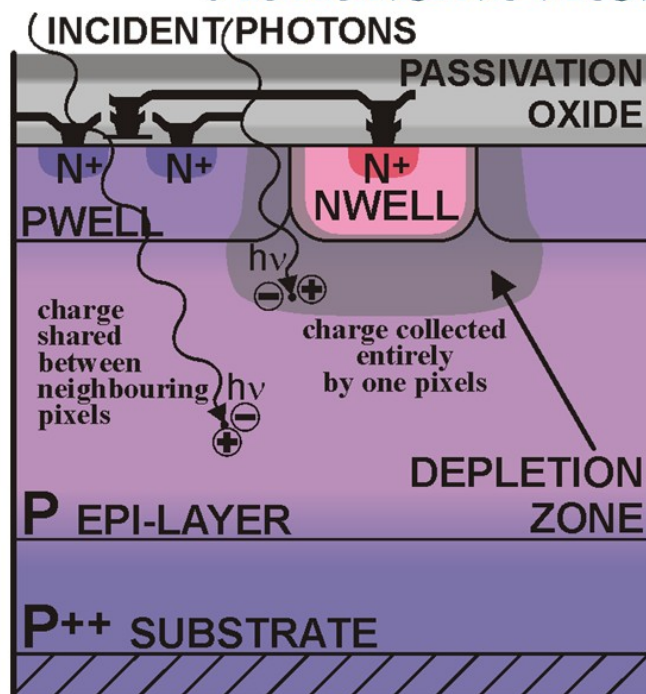 INCIDENT PHOTONS
PASSIVATION
OXIDE
N+ N+ N+
PWELL
NWELL
hν
− +
charge
shared
between
neighbouring
pixels
charge collected
entirely
by one pixels
hν
−
+
DEPLETION
ZONE
P EPI-LAYER
P++ SUBSTRATE